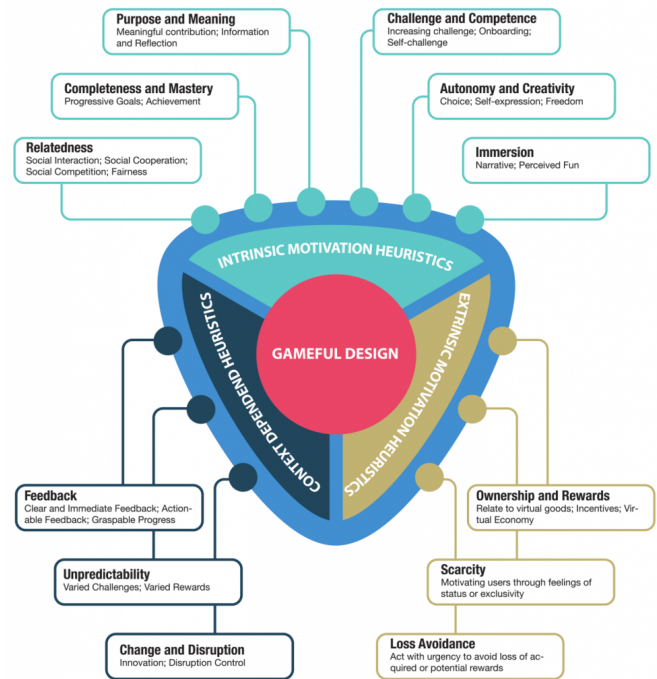 Purpose and Meaning
Meaningful contribution; Information
and Reflection
Challenge and Competence
Increasing challenge; Onboarding;
Self-challenge
Completeness and Mastery
Progressive Goals; Achievement
Autonomy and Creativity
Choice; Self-expression; Freedom
Relatedness
Social Interaction; Social Cooperation;
Social Competition; Fairness
Immersion
Narrative; Perceived Fun
INTRINSIC MOTIVATION HEURISTICS
CONTEXT DEPENDEND HEURISTICS
EXTRINSIC MOTIVATION HEURISTICS
GAMEFUL DESIGN
Feedback
Clear and Immediate Feedback; Action-
able Feedback; Graspable Progress
Ownership and Rewards
Relate to virtual goods; Incentives; Vir-
tual Economy
Unpredictability
Varied Challenges; Varied Rewards
Scarcity
Motivating users through feelings of
status or exclusivity
Change and Disruption
Innovation; Disruption Control
Loss Avoidance
Act with urgency to avoid loss of ac-
quired or potential rewards